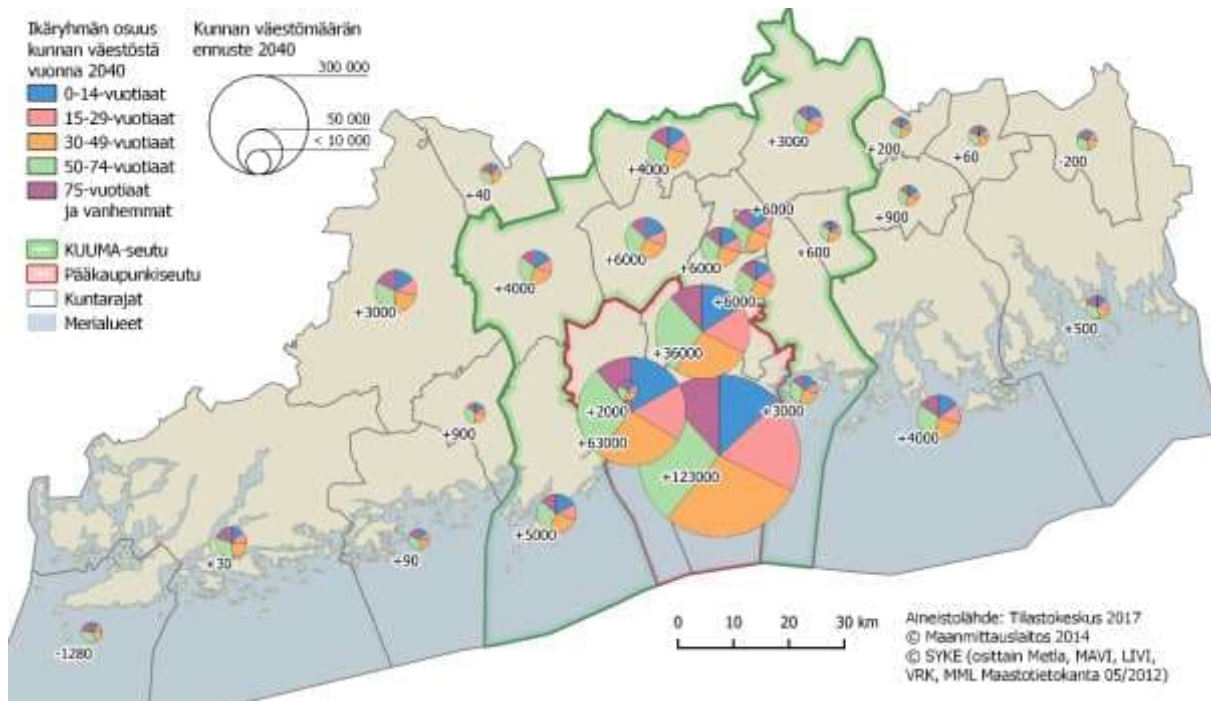 Ikäryhmän osuus
kunnan väestöstä
vuonna 2040
0-14-vuotiaat
15-29-vuotiaat
30-49-vuotiaat
50-74-vuotiaat
75-vuotiaat
ja vanhemmat
KUUMA-seutu
Pääkaupunkiseutu
Kuntarajat
Merialueet
Kunnan väestömäärän
ennuste 2040
300 000
50 000
< 10 000
+3000
+200
+60
-200
+4000
+40
+900
+6000
+600
+6000
+6000
+4000
+3000
+6000
+500
+36000
+2000
+3000
+900
+4000
+63000
+123000
+5000
+30
+90
-1280
0 10 20 30 km
Aineistolähde: Tilastokeskus 2017
© Maanmittauslaitos 2014
© SYKE (osittain Metla, MAVI, LIVI,
VRK, MML Maastotietokanta 05/2012)